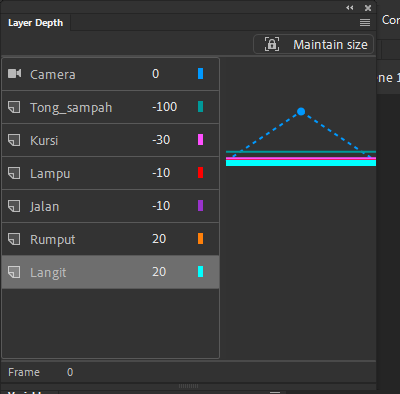 Layer Depth
Cor
Maintain size
ne 1
Camera 0
Tong_sampah -100
Kursi -30
Lampu -10
Jalan -10
Rumput 20
Langit 20
Frame 0